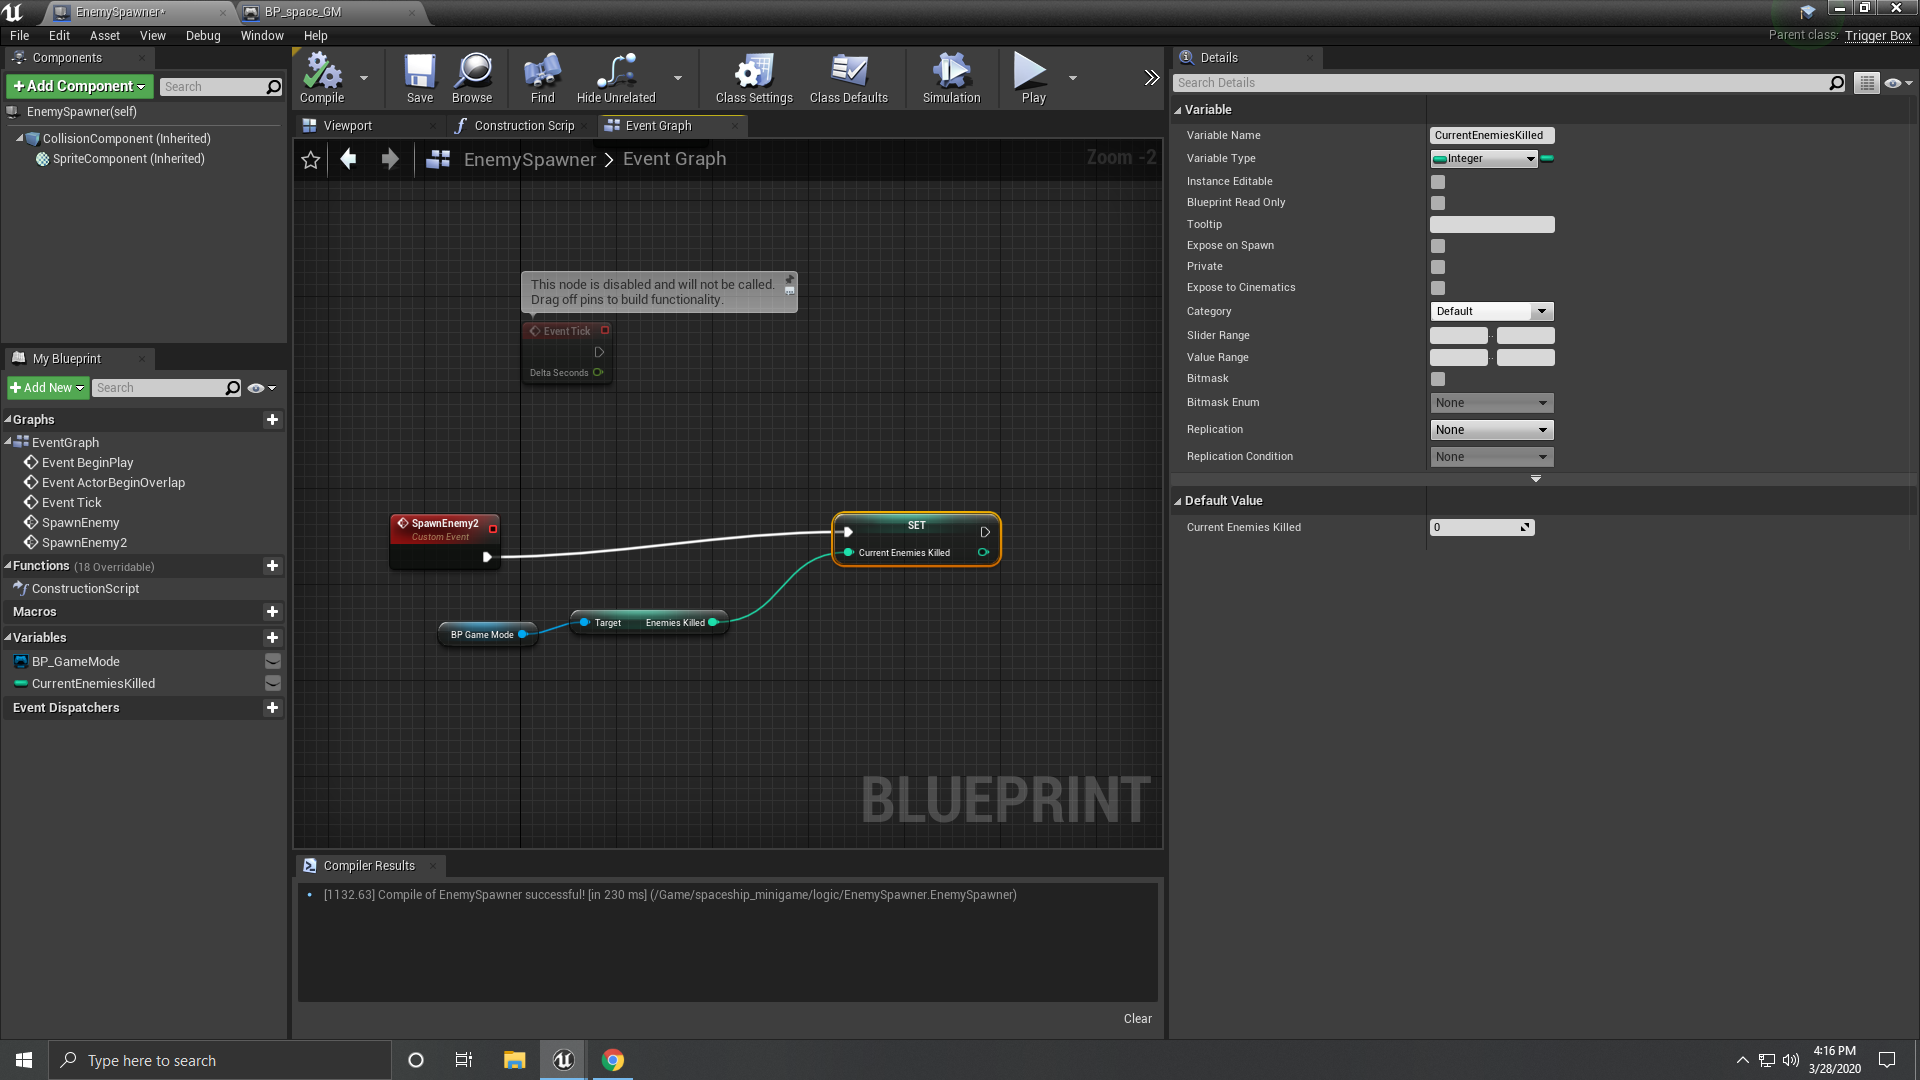 EnemySpawner*
BP_space_GM
File Edit Asset View Debug Window Help
Parent class: Trigger Box
Components
+Add Component
Search
EnemySpawner(self)
CollisionComponent (Inherited)
SpriteComponent (Inherited)
My Blueprint
+Add New
Search
Graphs
EventGraph
Event BeginPlay
Event ActorBeginOverlap
Event Tick
SpawnEnemy
SpawnEnemy2
Functions (18 Overridable)
ConstructionScript
Macros
Variables
BP_GameMode
CurrentEnemiesKilled
Event Dispatchers
Compile
Save
Browse
Find
Hide Unrelated
Class Settings
Class Defaults
Simulation
Play
Viewport
Construction Scrip
Event Graph
EnemySpawner > Event Graph
Zoom -2
This node is disabled and will not be called.
Drag off pins to build functionality.
Event Tick
Delta Seconds
SpawnEnemy2
Custom Event
SET
Current Enemies Killed
BP Game Mode
Target Enemies Killed
BLUEPRINT
Compiler Results
• [1132.63] Compile of EnemySpawner successful! [in 230 ms] (/Game/spaceship_minigame/logic/EnemySpawner.EnemySpawner)
Clear
Details
Search Details
Variable
Variable Name CurrentEnemiesKilled
Variable Type Integer
Instance Editable
Blueprint Read Only
Tooltip
Expose on Spawn
Private
Expose to Cinematics
Category Default
Slider Range ..
Value Range ..
Bitmask
Bitmask Enum None
Replication None
Replication Condition None
Default Value
Current Enemies Killed 0
Type here to search
4:16 PM
3/28/2020